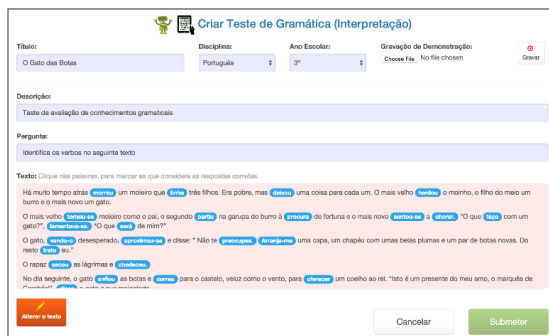 Criar Teste de Gramática (Interpretação)
Título: Disciplina: Ano Escolar: Gravação de Demonstração:
O Gato das Botas Português 3º Choose File No file chosen Gravar
Descrição:
Teste de avaliação de conhecimentos gramaticais
Pergunta:
Identifica os verbos no seguinte texto
Texto: Clique nas palavras, para marcar as que considera as respostas corretas.
Há muito tempo atrás morreu um moleiro que tinha três filhos. Era pobre, mas deixou uma coisa para cada um. O mais velho herdou o moinho, o filho do meio um
burro e o mais novo um gato.
O mais velho tornou-se moleiro como o pai, o segundo partiu na garupa do burro à procura de fortuna e o mais novo sentou-se a chorar. "O que faço com um
gato?", lamentava-se. "O que será de mim?"
O gato, vendo-o desesperado, aproximou-se e disse: " Não te preocupes. Arranja-me uma capa, um chapéu com umas belas plumas e um par de botas novas. Do
resto trato eu."
O rapaz secou as lágrimas e obedeceu.
No dia seguinte, o gato enfiou as botas e correu para o castelo, veloz como o vento, para oferecer um coelho ao rei. "Isto é um presente do meu amo, o marquês de
Alterar o texto
Cancelar Submeter